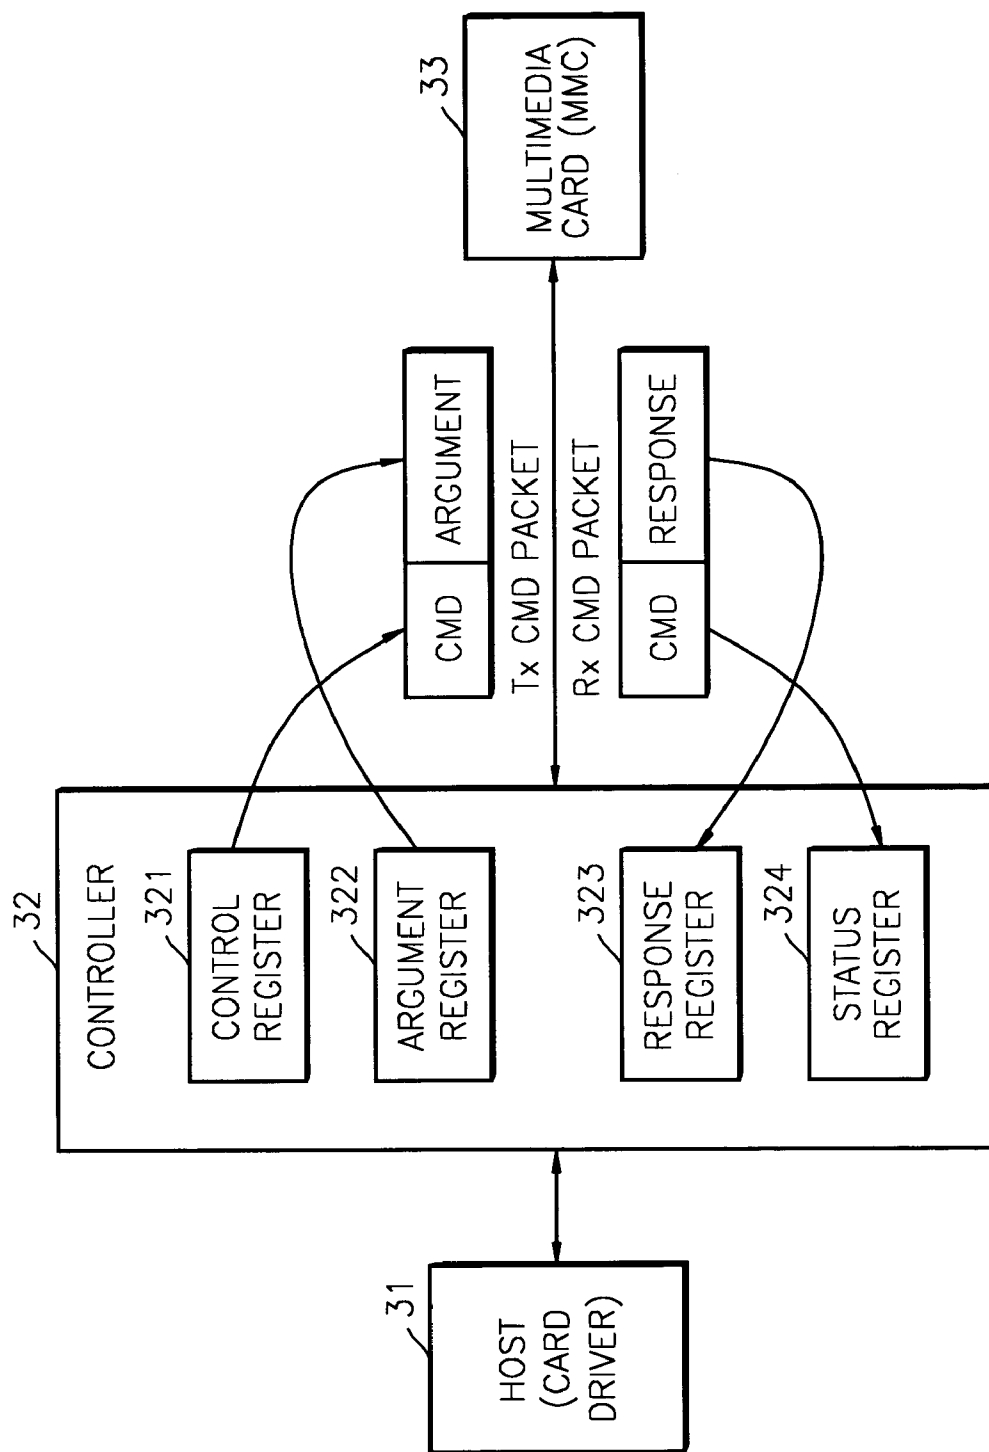 31
HOST
(CARD
DRIVER)
32
CONTROLLER
321
CONTROL
REGISTER
322
ARGUMENT
REGISTER
323
RESPONSE
REGISTER
324
STATUS
REGISTER
CMD
ARGUMENT
Tx CMD PACKET
Rx CMD PACKET
CMD
RESPONSE
33
MULTIMEDIA
CARD (MMC)